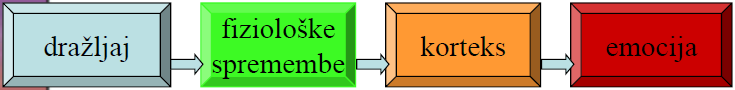 dražljaj
fiziološke
spremembe
korteks
emocija